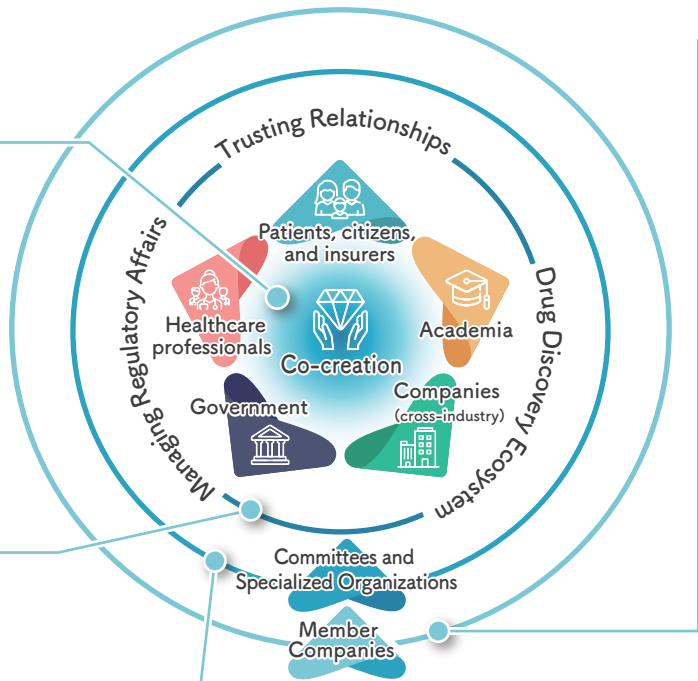 Trusting Relationships
Managing Regulatory Affairs
Drug Discovery Ecosystem
Patients, citizens,
and insurers
Healthcare
professionals
Academia
Co-creation
Government
Companies
(cross-industry)
Committees and
Specialized Organizations
Member
Companies